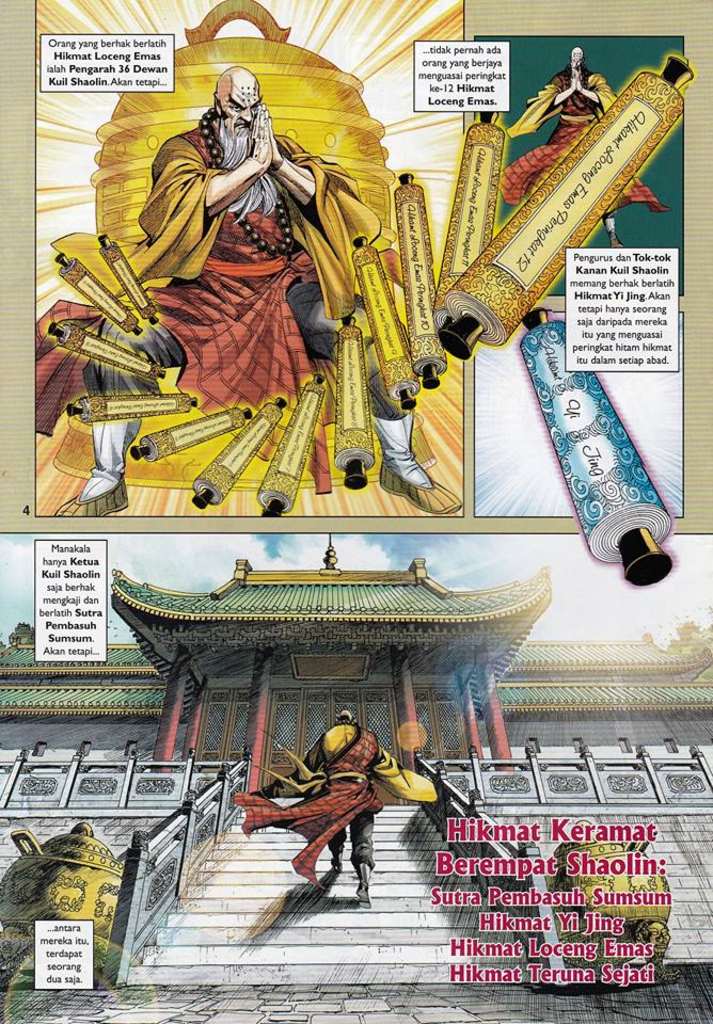 Orang yang berhak berlatih
Hikmat Loceng Emas
ialah Pengarah 36 Dewan
Kuil Shaolin. Akan tetapi...
...tidak pernah ada
orang yang berjaya
menguasai peringkat
ke-12 Hikmat
Loceng Emas.
Hikmat Loceng Emas Peringkat 12
Pengurus dan Tok-tok
Kanan Kuil Shaolin
memang berhak berlatih
Hikmat Yi Jing. Akan
tetapi hanya seorang
saja daripada mereka
itu yang menguasai
peringkat hitam hikmat
itu dalam setiap abad.
Hikmat Yi Jing
4
Manakala
hanya Ketua
Kuil Shaolin
saja berhak
mengkaji dan
berlatih Sutra
Pembasuh
Sumsum.
Akan tetapi...
Hikmat Keramat
Berempat Shaolin:
Sutra Pembasuh Sumsum
Hikmat Yi Jing
Hikmat Loceng Emas
Hikmat Teruna Sejati
...antara
mereka itu,
terdapat
seorang
dua saja.